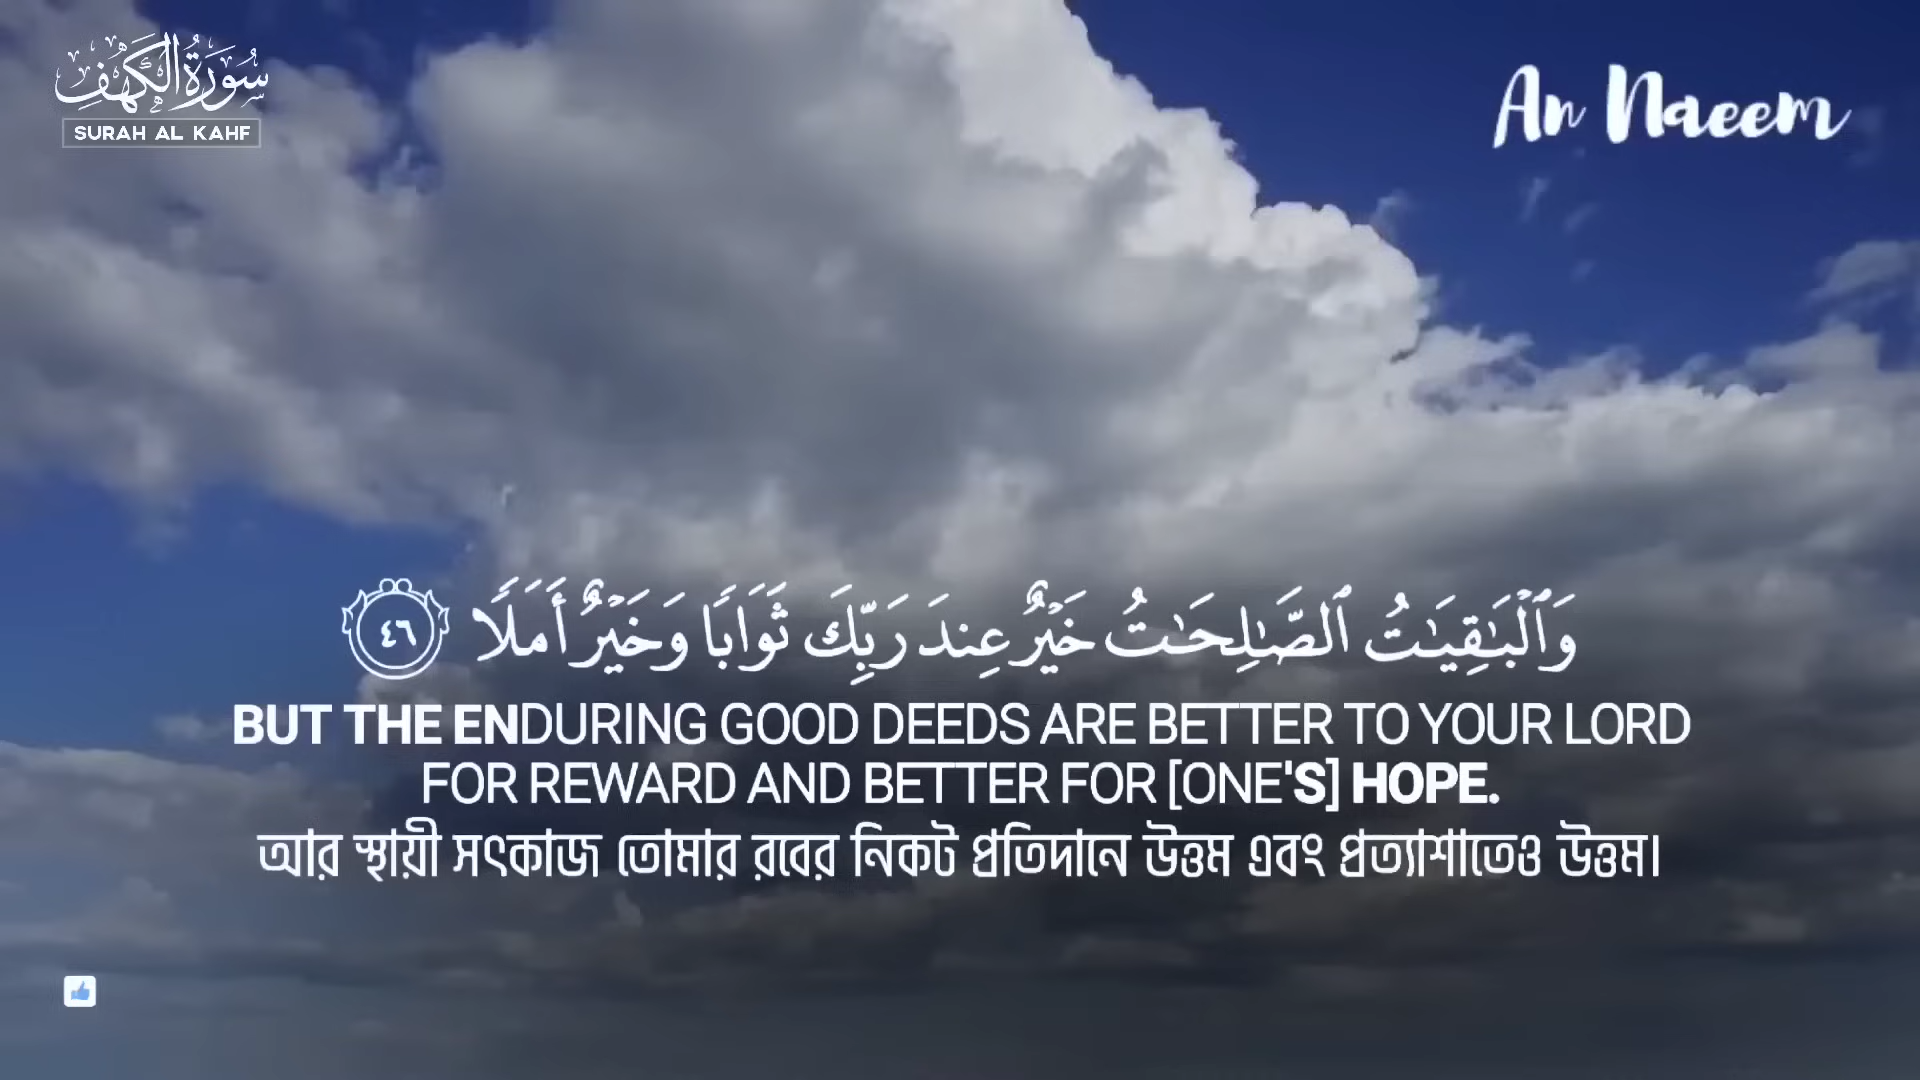 سُورَةُ الكَهْفِ
SURAH AL KAHF
An Naeem
وَٱلْبَـٰقِيَـٰتُ ٱلصَّـٰلِحَـٰتُ خَيْرٌ عِندَ رَبِّكَ ثَوَابًا وَخَيْرٌ أَمَلًا ٤٦
BUT THE ENDURING GOOD DEEDS ARE BETTER TO YOUR LORD
FOR REWARD AND BETTER FOR [ONE'S] HOPE.
আর স্থায়ী সৎকাজ তোমার রবের নিকট প্রতিদানে উত্তম এবং প্রত্যাশাতেও উত্তম।